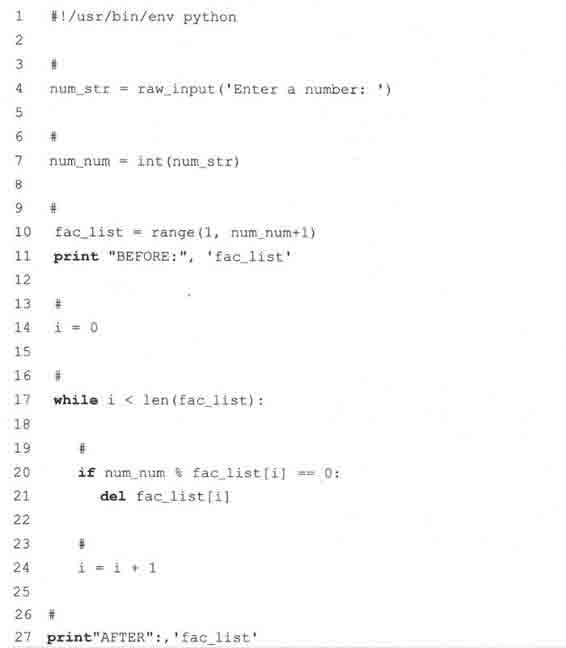 1 #!/usr/bin/env python
2
3 #
4 num_str = raw_input('Enter a number: ')
5
6 #
7 num_num = int(num_str)
8
9 #
10 fac_list = range(1, num_num+1)
11 print "BEFORE:", 'fac_list'
12
13 #
14 i = 0
15
16 #
17 while i < len(fac_list):
18
19 #
20 if num_num % fac_list[i] == 0:
21 del fac_list[i]
22
23 #
24 i = i + 1
25
26 #
27 print"AFTER":,'fac_list'